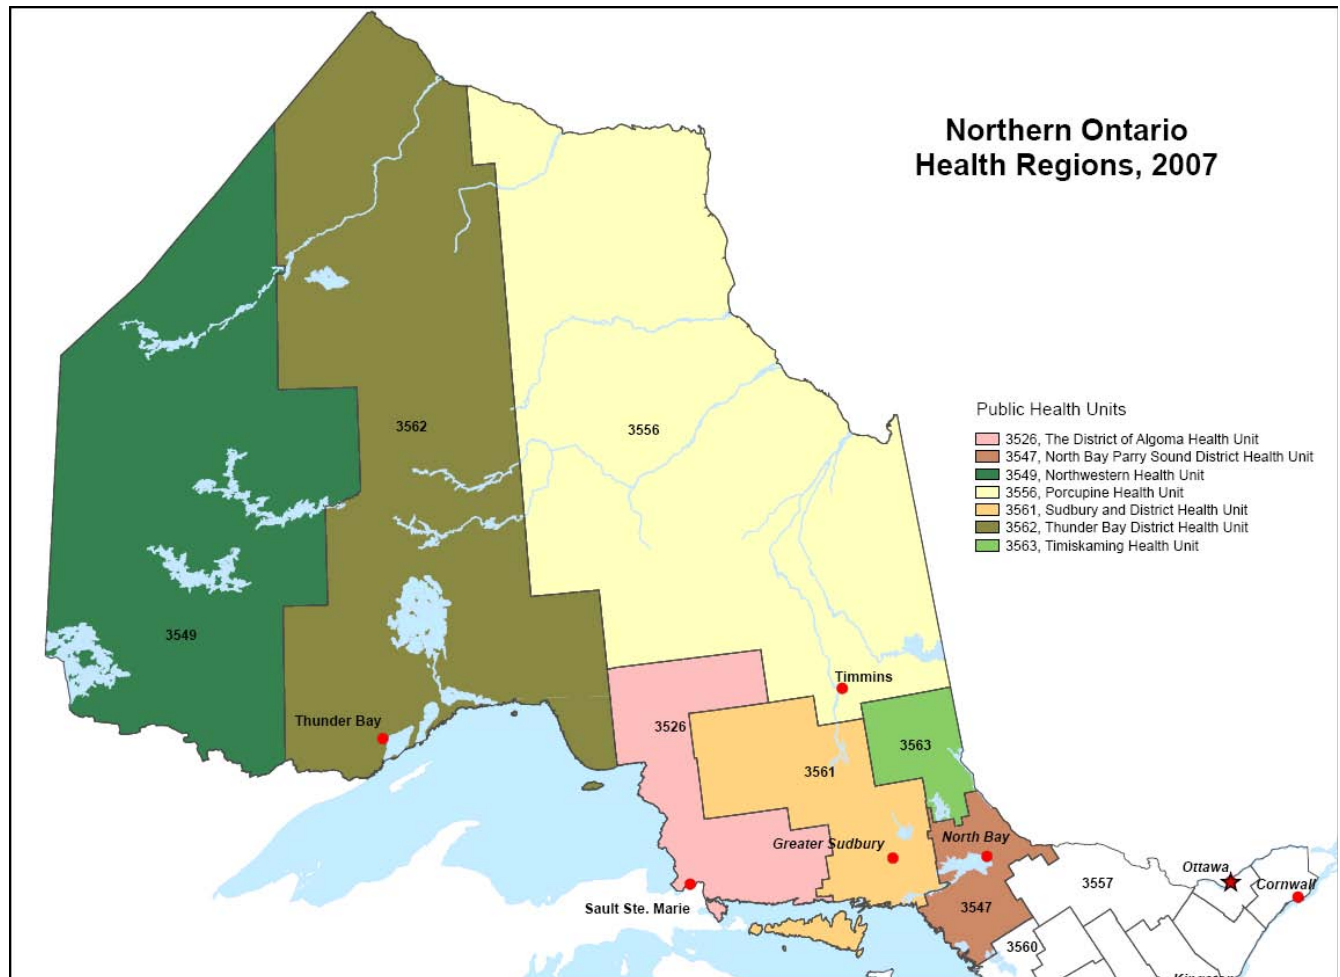 Northern Ontario
Health Regions, 2007
Public Health Units
3526, The District of Algoma Health Unit
3547, North Bay Parry Sound District Health Unit
3549, Northwestern Health Unit
3556, Porcupine Health Unit
3561, Sudbury and District Health Unit
3562, Thunder Bay District Health Unit
3563, Timiskaming Health Unit
3562
3556
3549
Timmins
Thunder Bay
3526
3563
3561
Greater Sudbury
North Bay
Ottawa
Cornwall
3557
Sault Ste. Marie
3547
3560